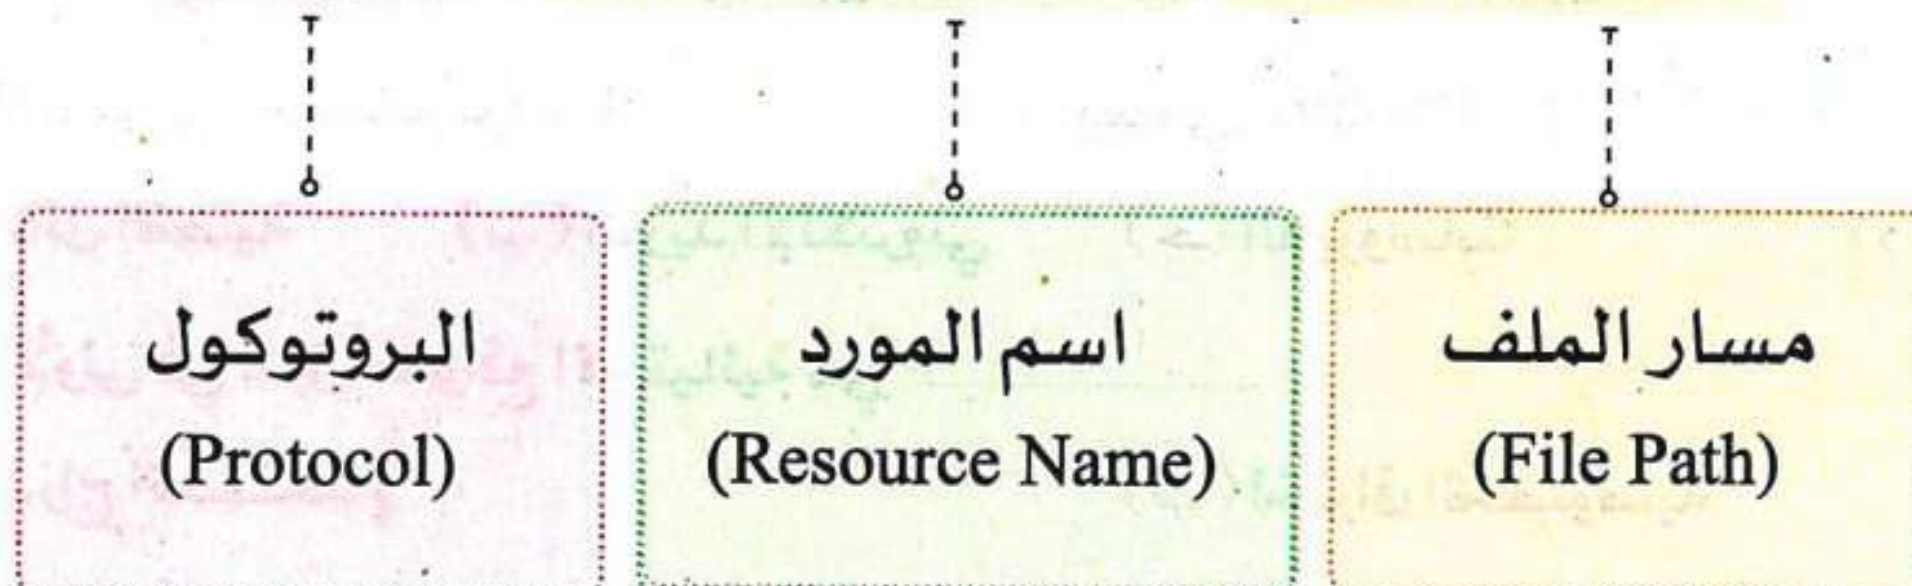 البروتوكول
(Protocol)
اسم المورد
(Resource Name)
مسار الملف
(File Path)